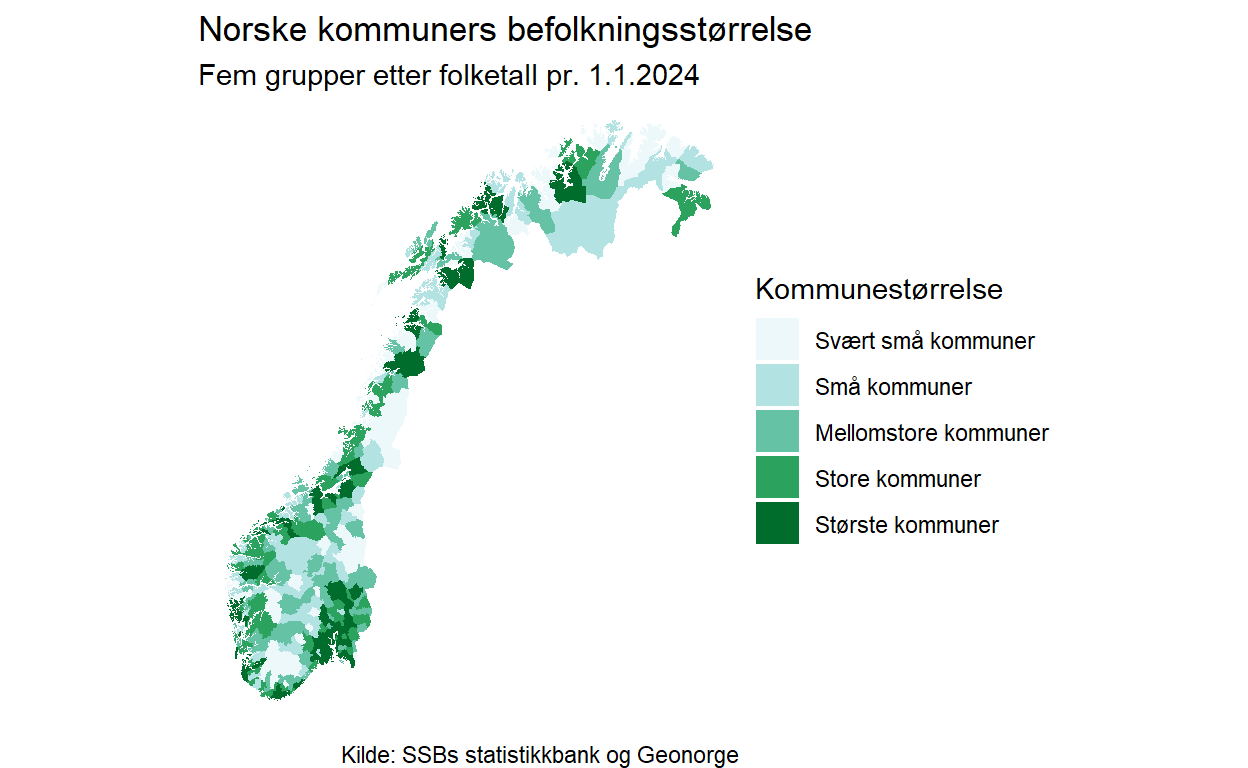 Norske kommuners befolkningsstørrelse
Fem grupper etter folketall pr. 1.1.2024
Kommunestørrelse
Svært små kommuner
Små kommuner
Mellomstore kommuner
Store kommuner
Største kommuner
Kilde: SSBs statistikkbank og Geonorge